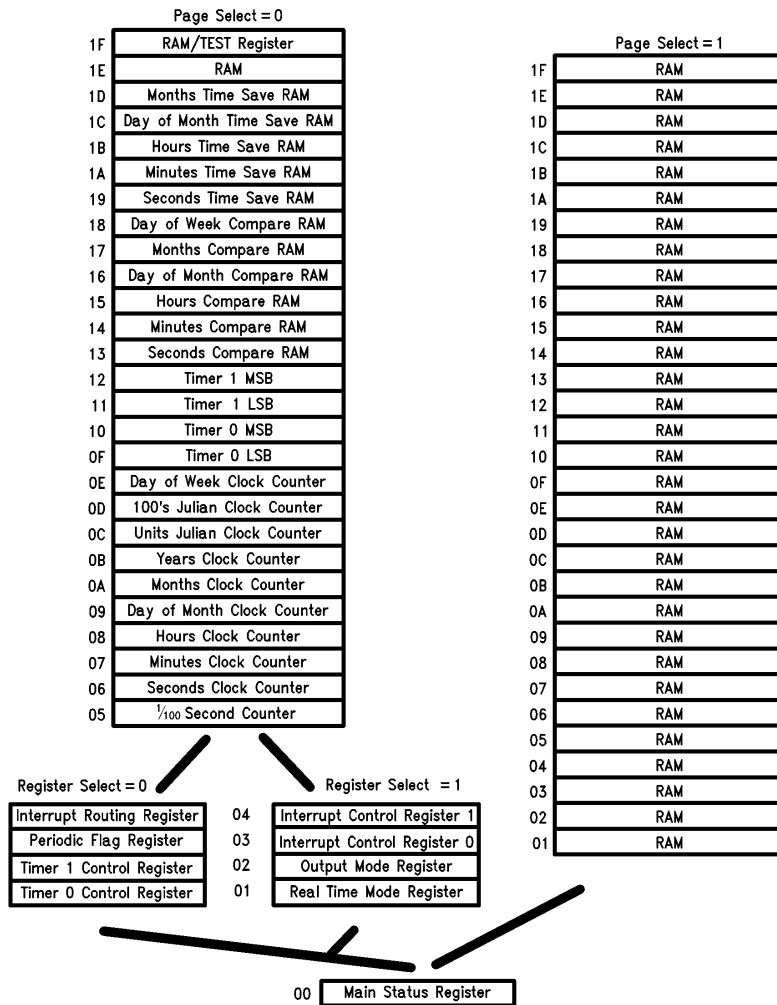 Page Select = 0
1F RAM/TEST Register
1E RAM
1D Months Time Save RAM
1C Day of Month Time Save RAM
1B Hours Time Save RAM
1A Minutes Time Save RAM
19 Seconds Time Save RAM
18 Day of Week Compare RAM
17 Months Compare RAM
16 Day of Month Compare RAM
15 Hours Compare RAM
14 Minutes Compare RAM
13 Seconds Compare RAM
12 Timer 1 MSB
11 Timer 1 LSB
10 Timer 0 MSB
0F Timer 0 LSB
0E Day of Week Clock Counter
0D 100's Julian Clock Counter
0C Units Julian Clock Counter
0B Years Clock Counter
0A Months Clock Counter
09 Day of Month Clock Counter
08 Hours Clock Counter
07 Minutes Clock Counter
06 Seconds Clock Counter
05 1/100 Second Counter
Page Select = 1
1F RAM
1E RAM
1D RAM
1C RAM
1B RAM
1A RAM
19 RAM
18 RAM
17 RAM
16 RAM
15 RAM
14 RAM
13 RAM
12 RAM
11 RAM
10 RAM
0F RAM
0E RAM
0D RAM
0C RAM
0B RAM
0A RAM
09 RAM
08 RAM
07 RAM
06 RAM
05 RAM
04 RAM
03 RAM
02 RAM
01 RAM
Register Select = 0 Register Select = 1
Interrupt Routing Register 04 Interrupt Control Register 1
Periodic Flag Register 03 Interrupt Control Register 0
Timer 1 Control Register 02 Output Mode Register
Timer 0 Control Register 01 Real Time Mode Register
00 Main Status Register